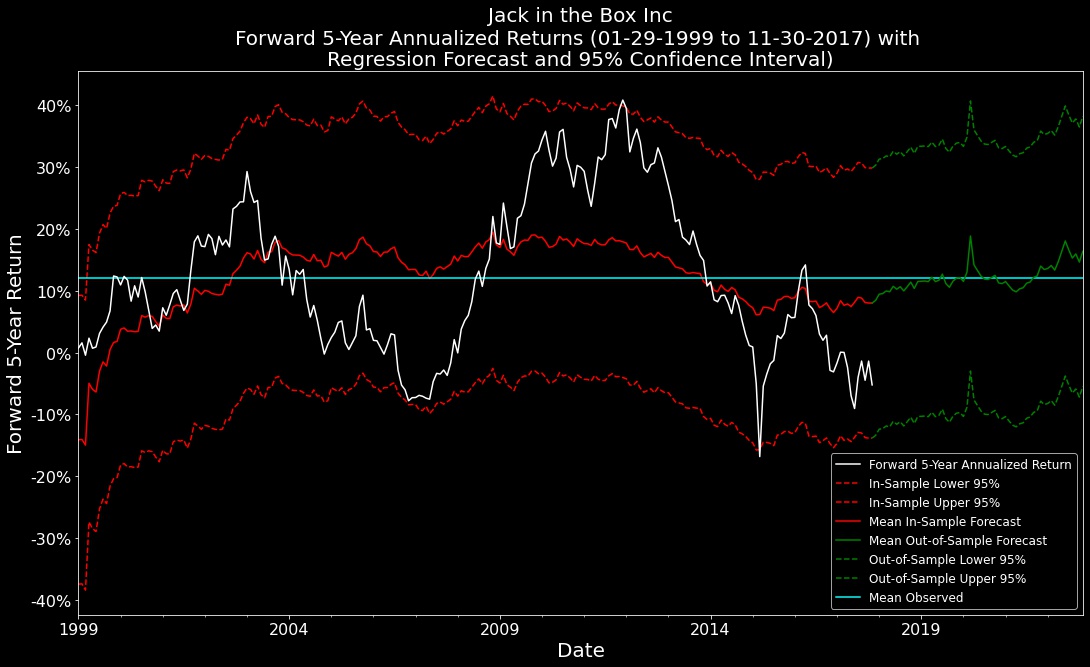 Jack in the Box Inc
Forward 5-Year Annualized Returns (01-29-1999 to 11-30-2017) with
Regression Forecast and 95% Confidence Interval)
Forward 5-Year Return
40%
30%
20%
10%
0%
-10%
-20%
-30%
-40%
Forward 5-Year Annualized Return
In-Sample Lower 95%
In-Sample Upper 95%
Mean In-Sample Forecast
Mean Out-of-Sample Forecast
Out-of-Sample Lower 95%
Out-of-Sample Upper 95%
Mean Observed
1999
2004
2009
2014
2019
Date